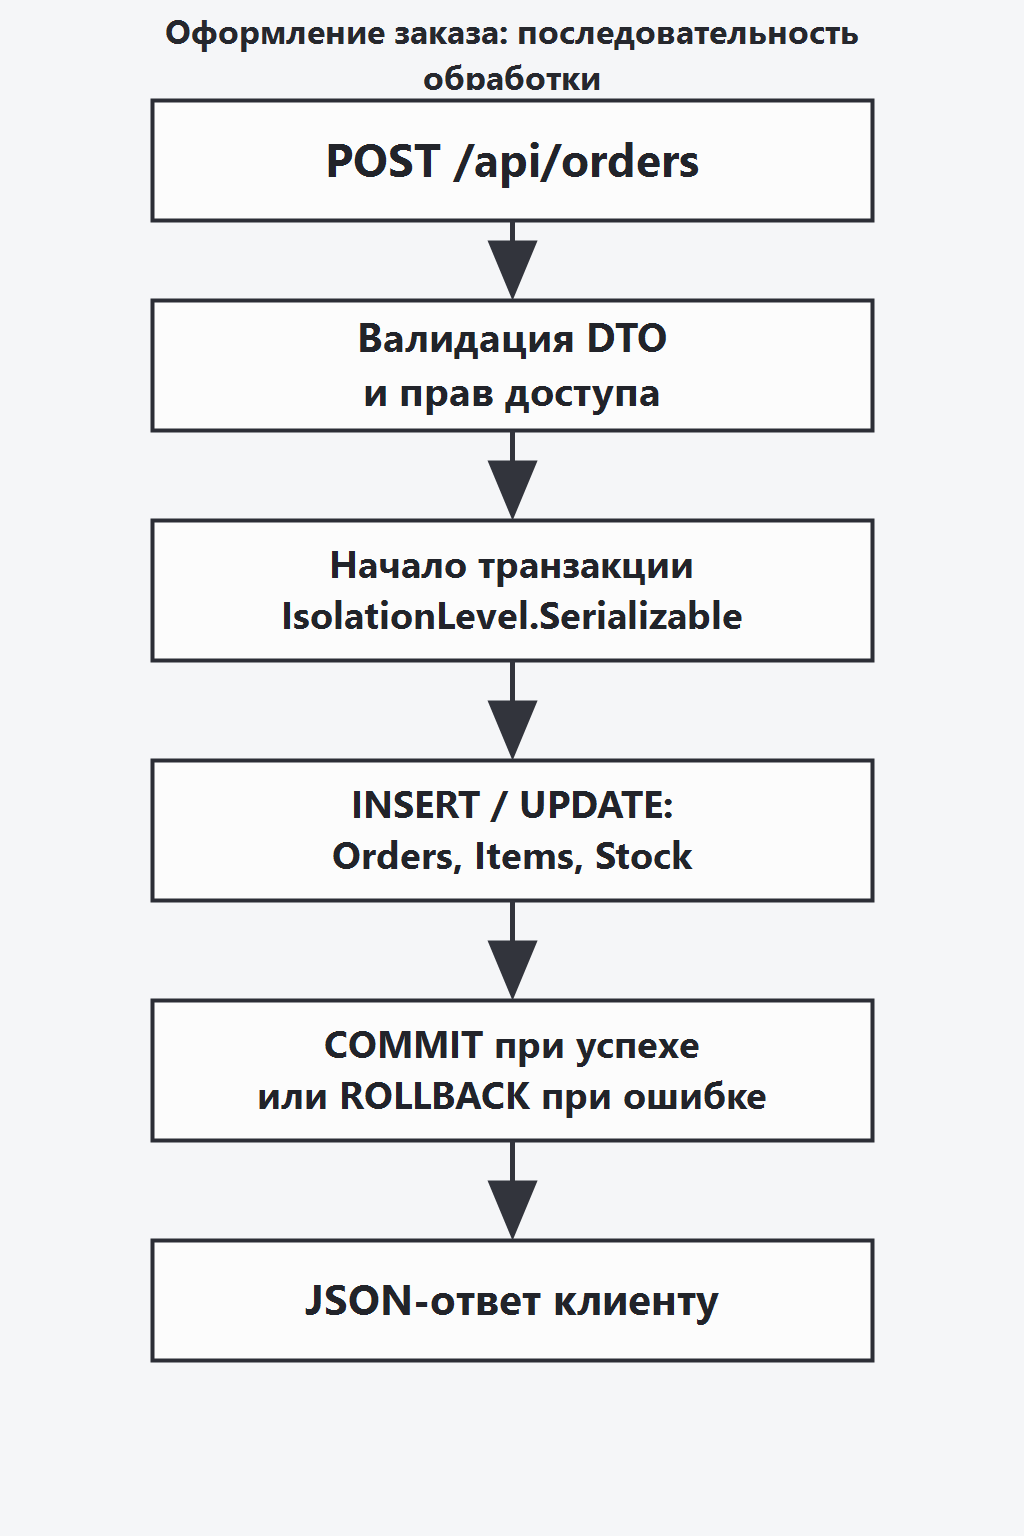 Оформление заказа: последовательность
обработки
POST /api/orders
Валидация DTO
и прав доступа
Начало транзакции
IsolationLevel.Serializable
INSERT / UPDATE:
Orders, Items, Stock
COMMIT при успехе
или ROLLBACK при ошибке
JSON-ответ клиенту